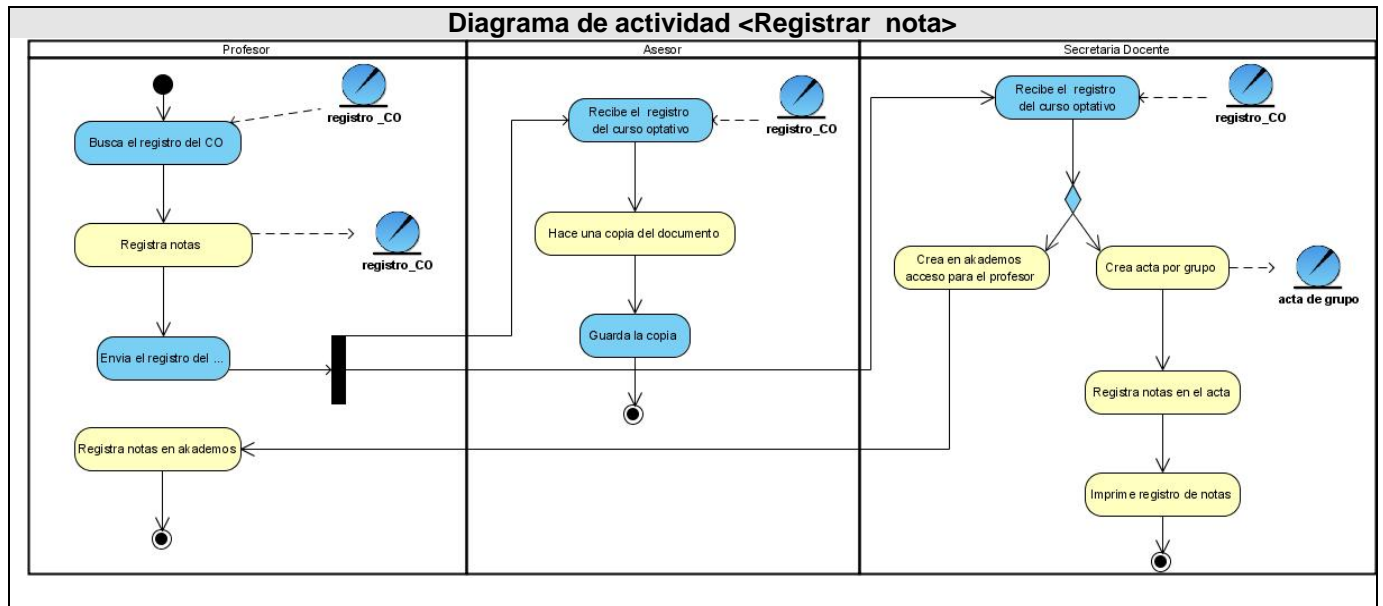 Diagrama de actividad <Registrar nota>
Profesor
Asesor
Secretaria Docente
registro _CO
Busca el registro del CO
Registra notas
registro_CO
Envia el registro del ...
Registra notas en akademos
Recibe el registro
del curso optativo
registro_CO
Hace una copia del documento
Guarda la copia
Recibe el registro
del curso optativo
registro_CO
Crea en akademos
acceso para el profesor
Crea acta por grupo
acta de grupo
Registra notas en el acta
Imprime registro de notas